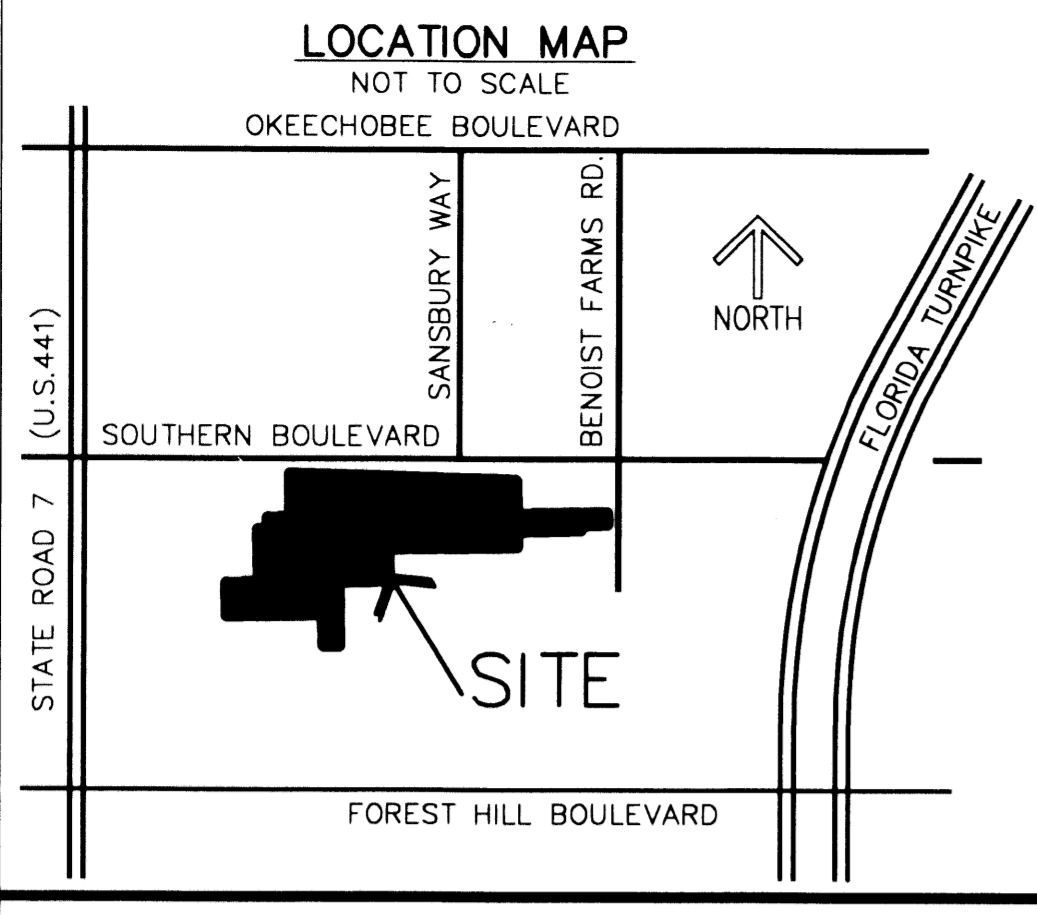 LOCATION MAP
NOT TO SCALE
OKEECHOBEE BOULEVARD
SANSBURY WAY
BENOIST FARMS RD.
NORTH
FLORIDA TURNPIKE
(U.S.441)
SOUTHERN BOULEVARD
STATE ROAD 7
SITE
FOREST HILL BOULEVARD